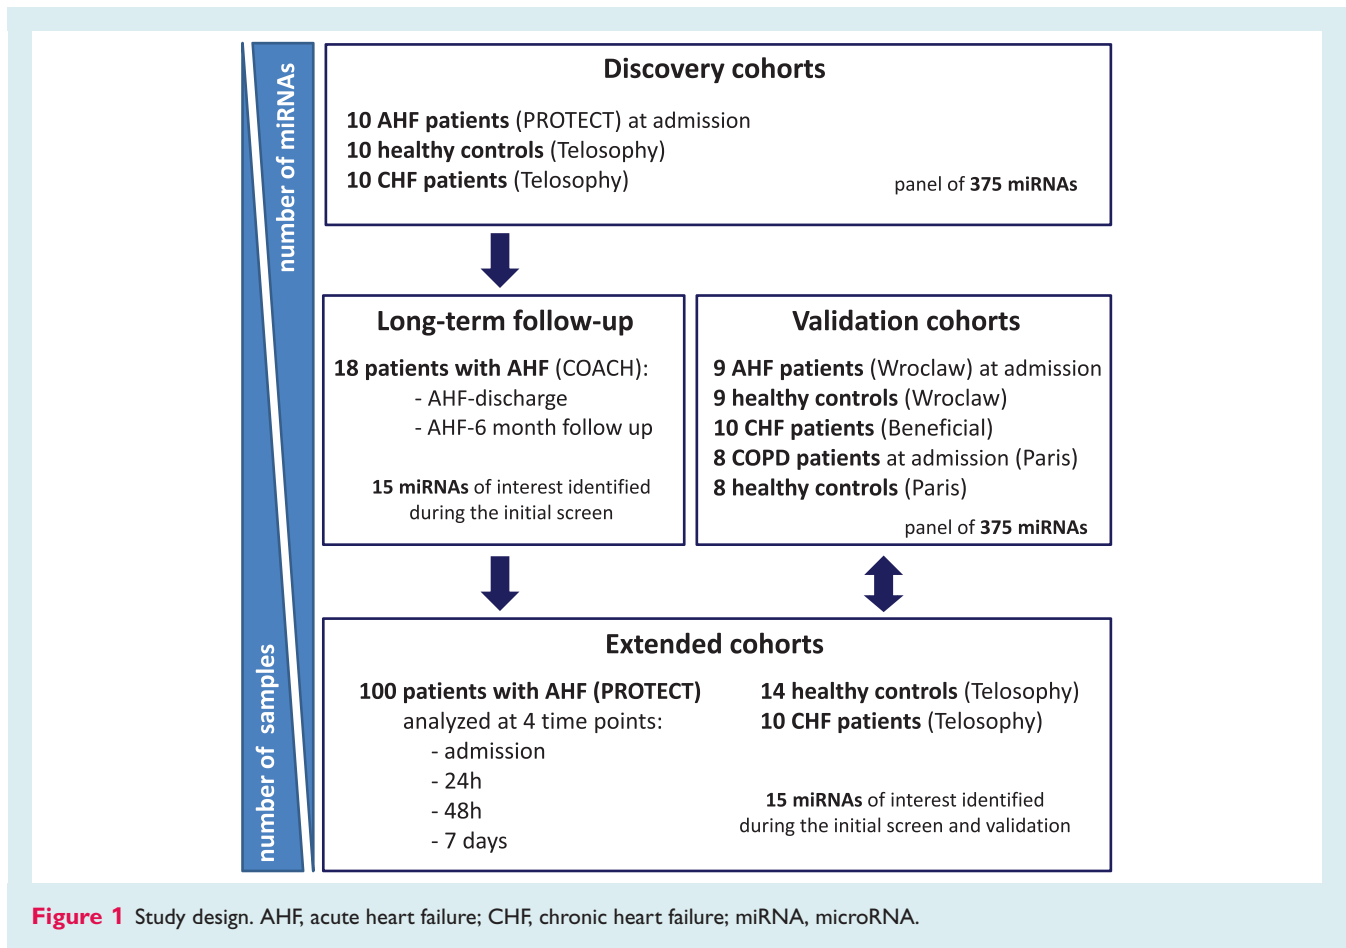 number of miRNAs
number of samples
Discovery cohorts
10 AHF patients (PROTECT) at admission
10 healthy controls (Telosophy)
10 CHF patients (Telosophy)
panel of 375 miRNAs
Long-term follow-up
18 patients with AHF (COACH):
- AHF-discharge
- AHF-6 month follow up
15 miRNAs of interest identified
during the initial screen
Validation cohorts
9 AHF patients (Wroclaw) at admission
9 healthy controls (Wroclaw)
10 CHF patients (Beneficial)
8 COPD patients at admission (Paris)
8 healthy controls (Paris)
panel of 375 miRNAs
Extended cohorts
100 patients with AHF (PROTECT)
analyzed at 4 time points:
- admission
- 24h
- 48h
- 7 days
14 healthy controls (Telosophy)
10 CHF patients (Telosophy)
15 miRNAs of interest identified
during the initial screen and validation
Figure 1 Study design. AHF, acute heart failure; CHF, chronic heart failure; miRNA, microRNA.